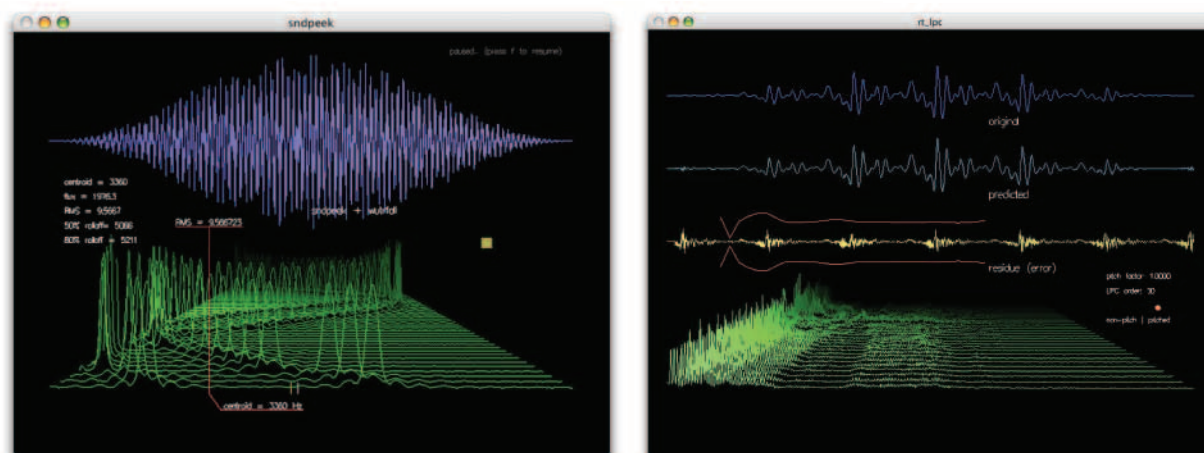 sndpeek
paused. (press f to resume)
centroid = 3360
flux = 1976.3
RMS = 9.5667
50% rolloff= 5066
80% rolloff = 5211
sndpeek + waterfall
RMS = 9.566723
centroid = 3360 Hz
rt_lpc
original
predicted
residue (error)
pitch factor: 1.0000
LPC order: 30
non-pitch | pitched